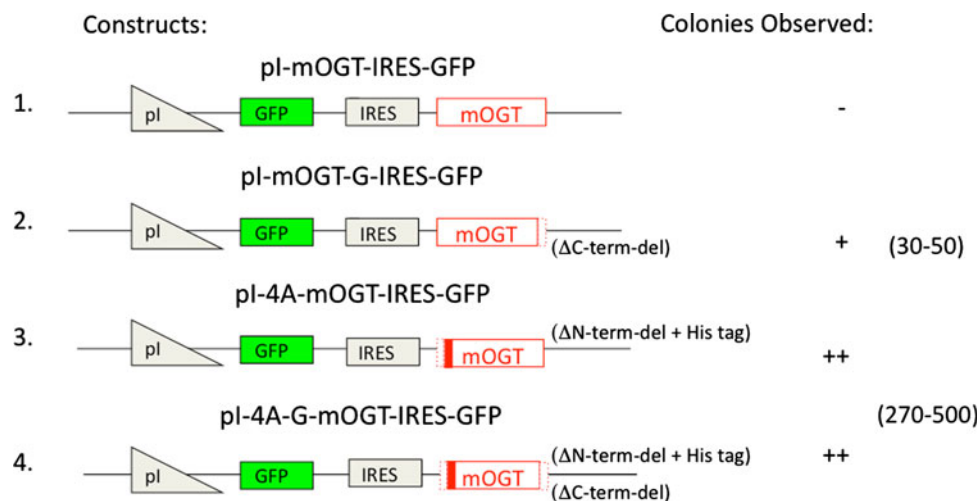 Constructs: Colonies Observed:
pI-mOGT-IRES-GFP
1. pI GFP IRES mOGT -
pI-mOGT-G-IRES-GFP
2. pI GFP IRES mOGT (ΔC-term-del) + (30-50)
pI-4A-mOGT-IRES-GFP
3. pI GFP IRES mOGT (ΔN-term-del + His tag) ++
pI-4A-G-mOGT-IRES-GFP (270-500)
4. pI GFP IRES mOGT (ΔN-term-del + His tag) ++
(ΔC-term-del)